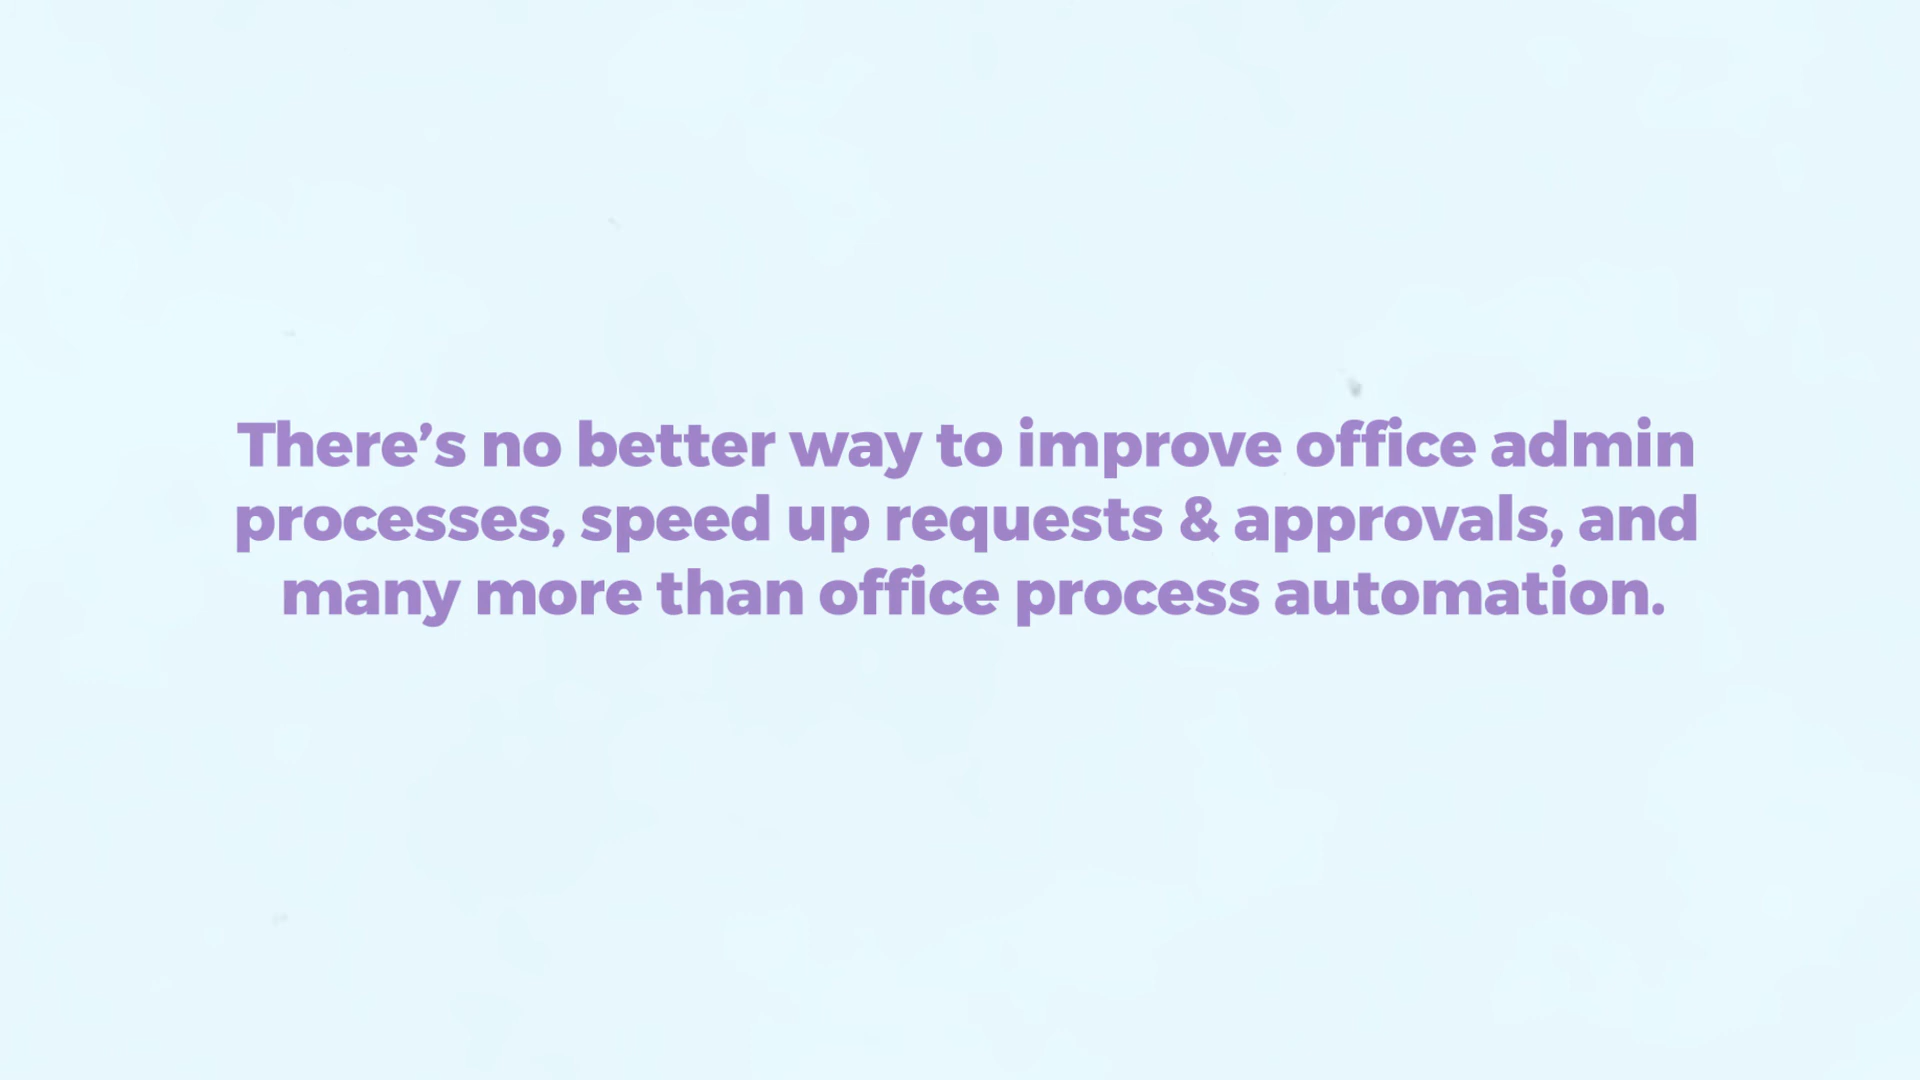 There’s no better way to improve office admin
processes, speed up requests & approvals, and
many more than office process automation.